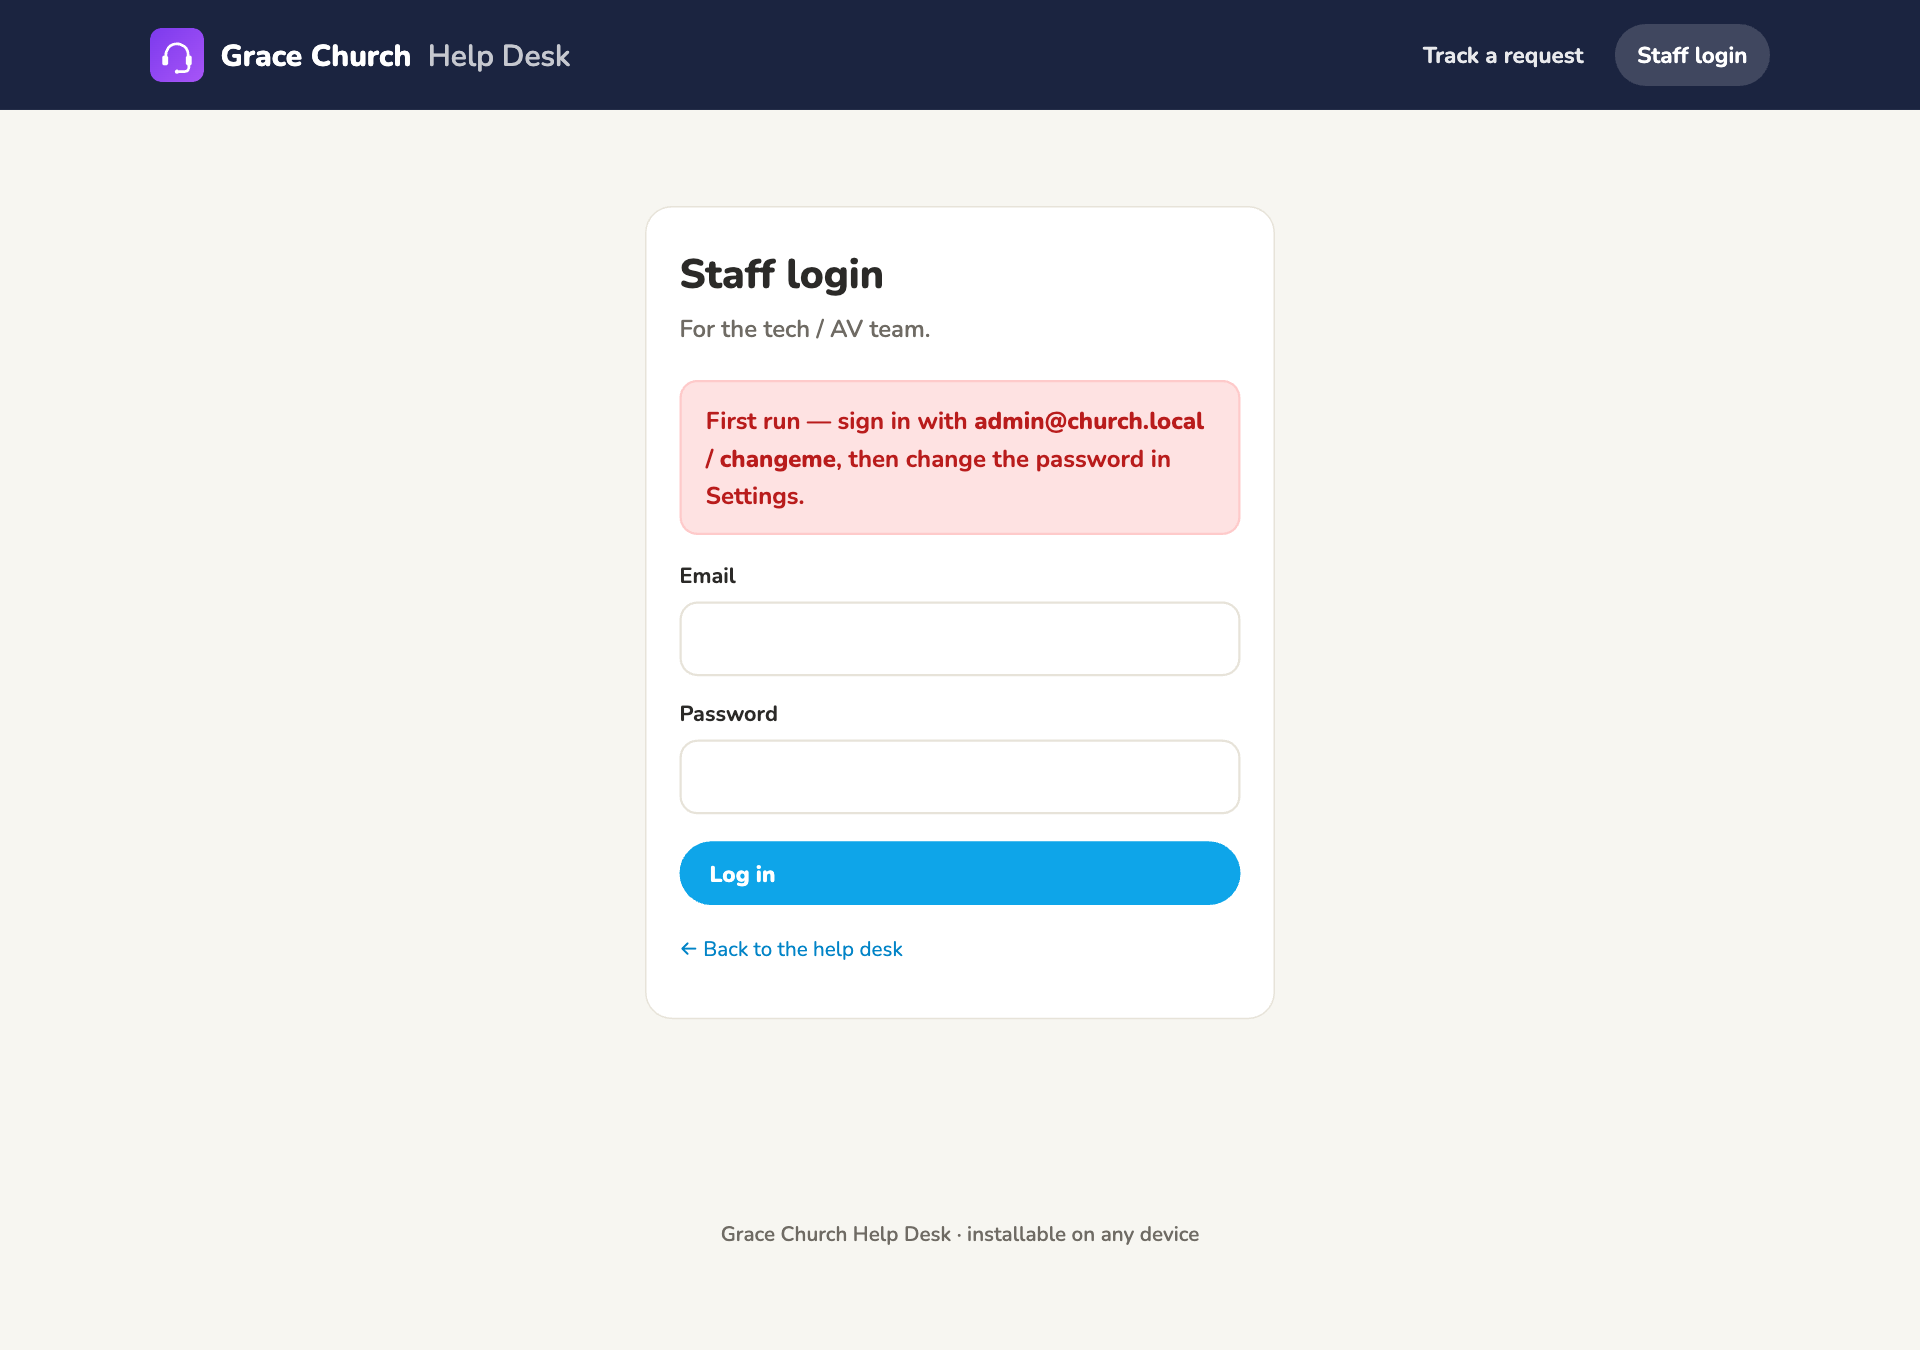 Grace Church Help Desk
Track a request
Staff login
Staff login
For the tech / AV team.
First run — sign in with admin@church.local
/ changeme, then change the password in
Settings.
Email
Password
Log in
← Back to the help desk
Grace Church Help Desk · installable on any device